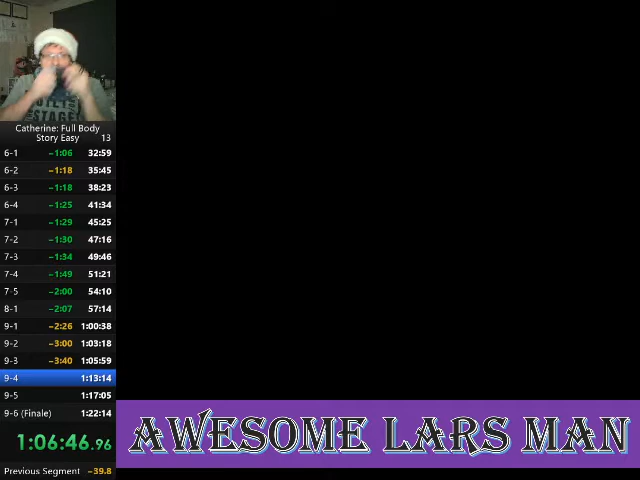 Catherine: Full Body
Story Easy 13
6-1 −1:06 32:59
6-2 −1:18 35:45
6-3 −1:18 38:23
6-4 −1:25 41:34
7-1 −1:29 45:25
7-2 −1:30 47:16
7-3 −1:34 49:46
7-4 −1:49 51:21
7-5 −2:00 54:10
8-1 −2:07 57:14
9-1 −2:26 1:00:38
9-2 −3:00 1:03:18
9-3 −3:40 1:05:59
9-4 1:13:14
9-5 1:17:05
9-6 (Finale) 1:22:14
1:06:46.96
Previous Segment −39.8
AWESOME LARS MAN